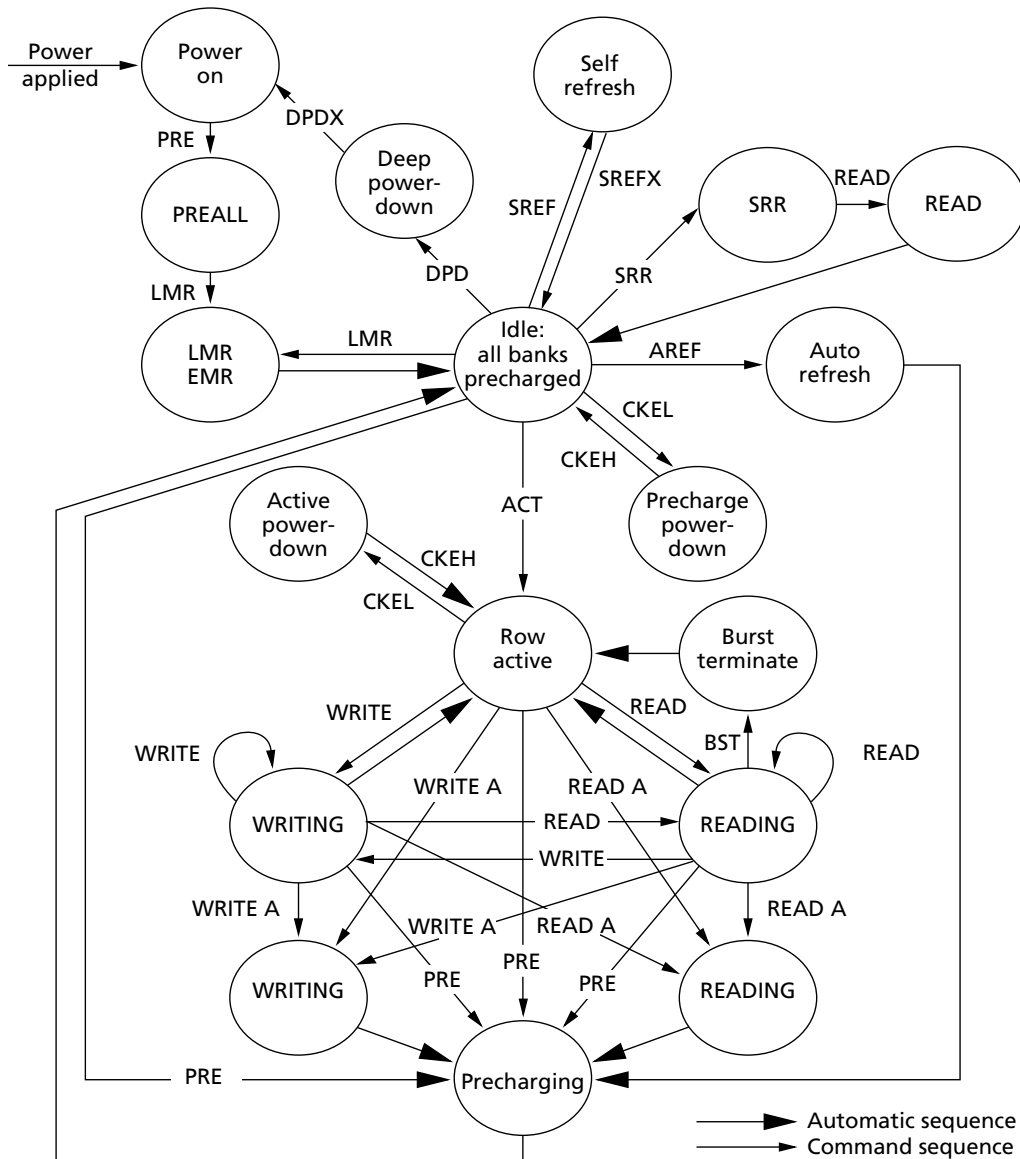 Power
applied
Power
on
Self
refresh
DPDX
PRE
Deep
power-
down
SREFX
READ
SRR
READ
PREALL
SREF
DPD
SRR
LMR
Idle:
all banks
precharged
LMR
AREF
LMR
EMR
Auto
refresh
CKEL
CKEH
Active
power-
down
ACT
Precharge
power-
down
CKEH
CKEL
Row
active
Burst
terminate
WRITE
READ
BST
WRITE
READ
WRITE A
READ A
WRITING
READ
READING
WRITE
WRITE A
WRITE A
READ A
READ A
PRE
PRE
PRE
WRITING
READING
PRE
Precharging
Automatic sequence
Command sequence